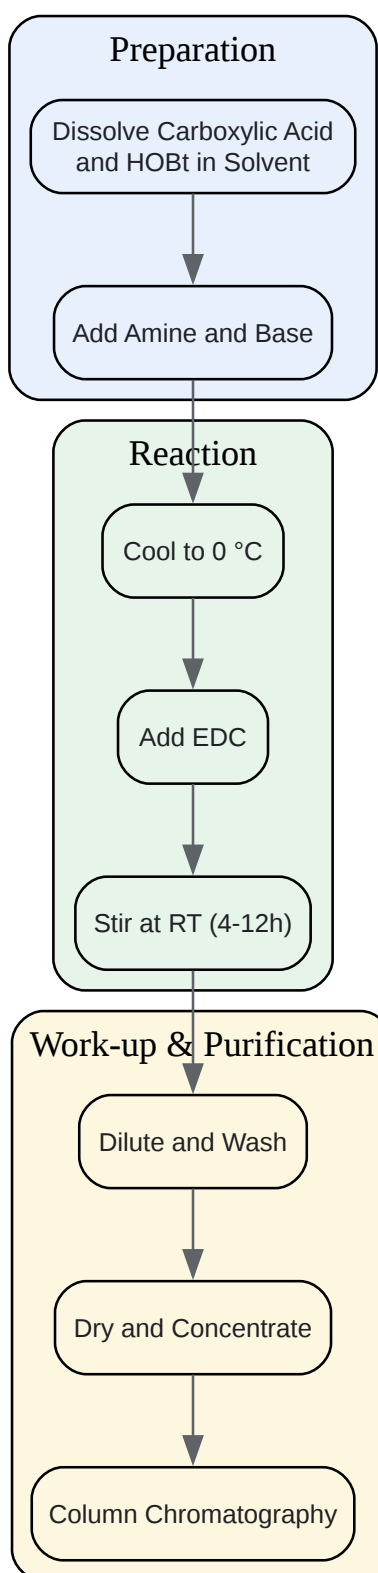 Preparation
Dissolve Carboxylic Acid
and HOBt in Solvent
Add Amine and Base
Reaction
Cool to 0 °C
Add EDC
Stir at RT (4-12h)
Work-up & Purification
Dilute and Wash
Dry and Concentrate
Column Chromatography